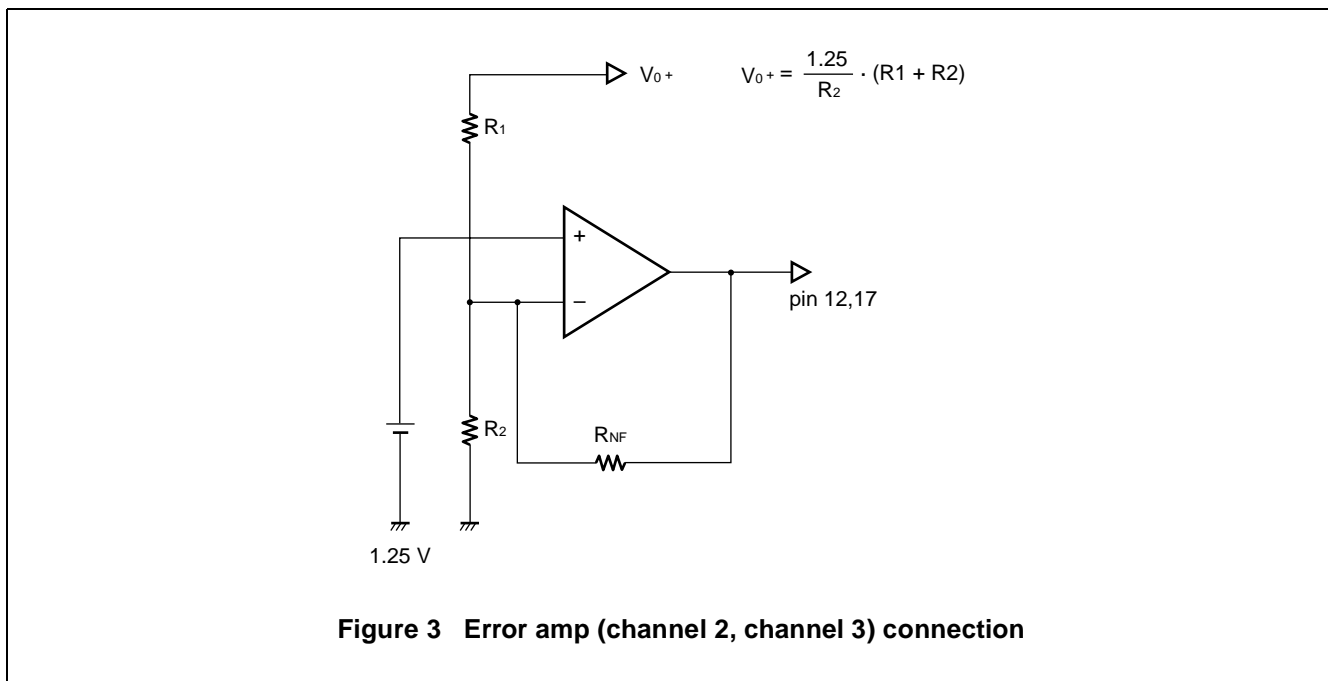 V0 +
V0 + = 1.25 / R2 · (R1 + R2)
R1
+
−
pin 12,17
R2
RNF
1.25 V
Figure 3 Error amp (channel 2, channel 3) connection